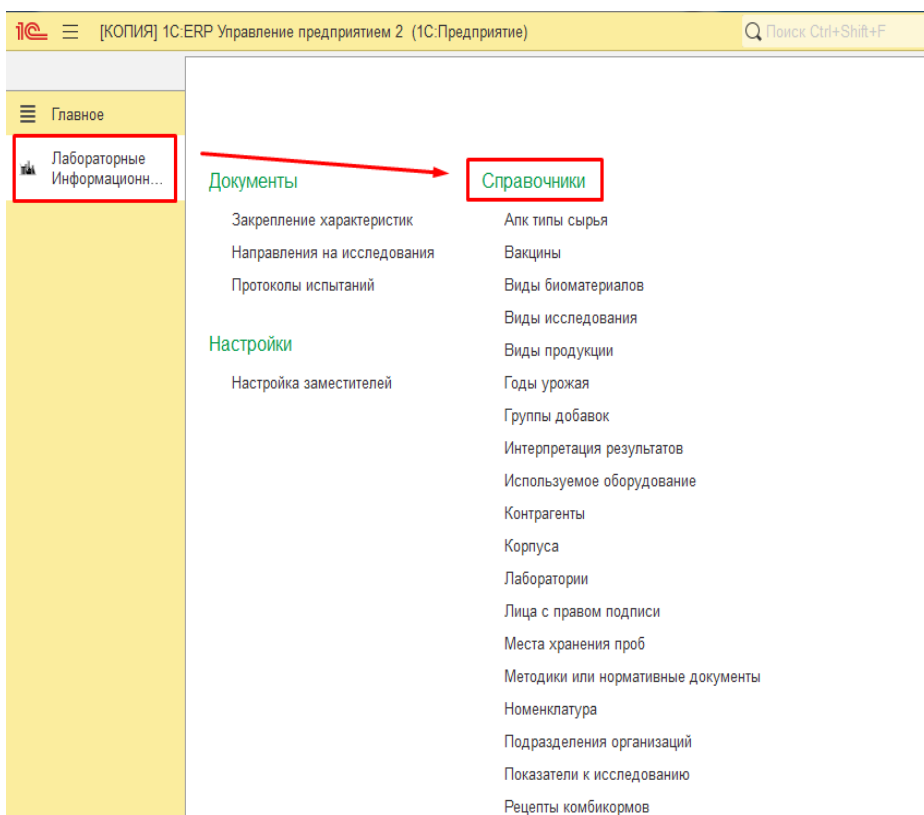 1С [КОПИЯ] 1С:ERP Управление предприятием 2 (1С:Предприятие) Поиск Ctrl+Shift+F
Главное
Лабораторные
Информационн...
Документы
Закрепление характеристик
Направления на исследования
Протоколы испытаний
Настройки
Настройка заместителей
Справочники
Апк типы сырья
Вакцины
Виды биоматериалов
Виды исследования
Виды продукции
Годы урожая
Группы добавок
Интерпретация результатов
Используемое оборудование
Контрагенты
Корпуса
Лаборатории
Лица с правом подписи
Места хранения проб
Методики или нормативные документы
Номенклатура
Подразделения организаций
Показатели к исследованию
Рецепты комбикормов